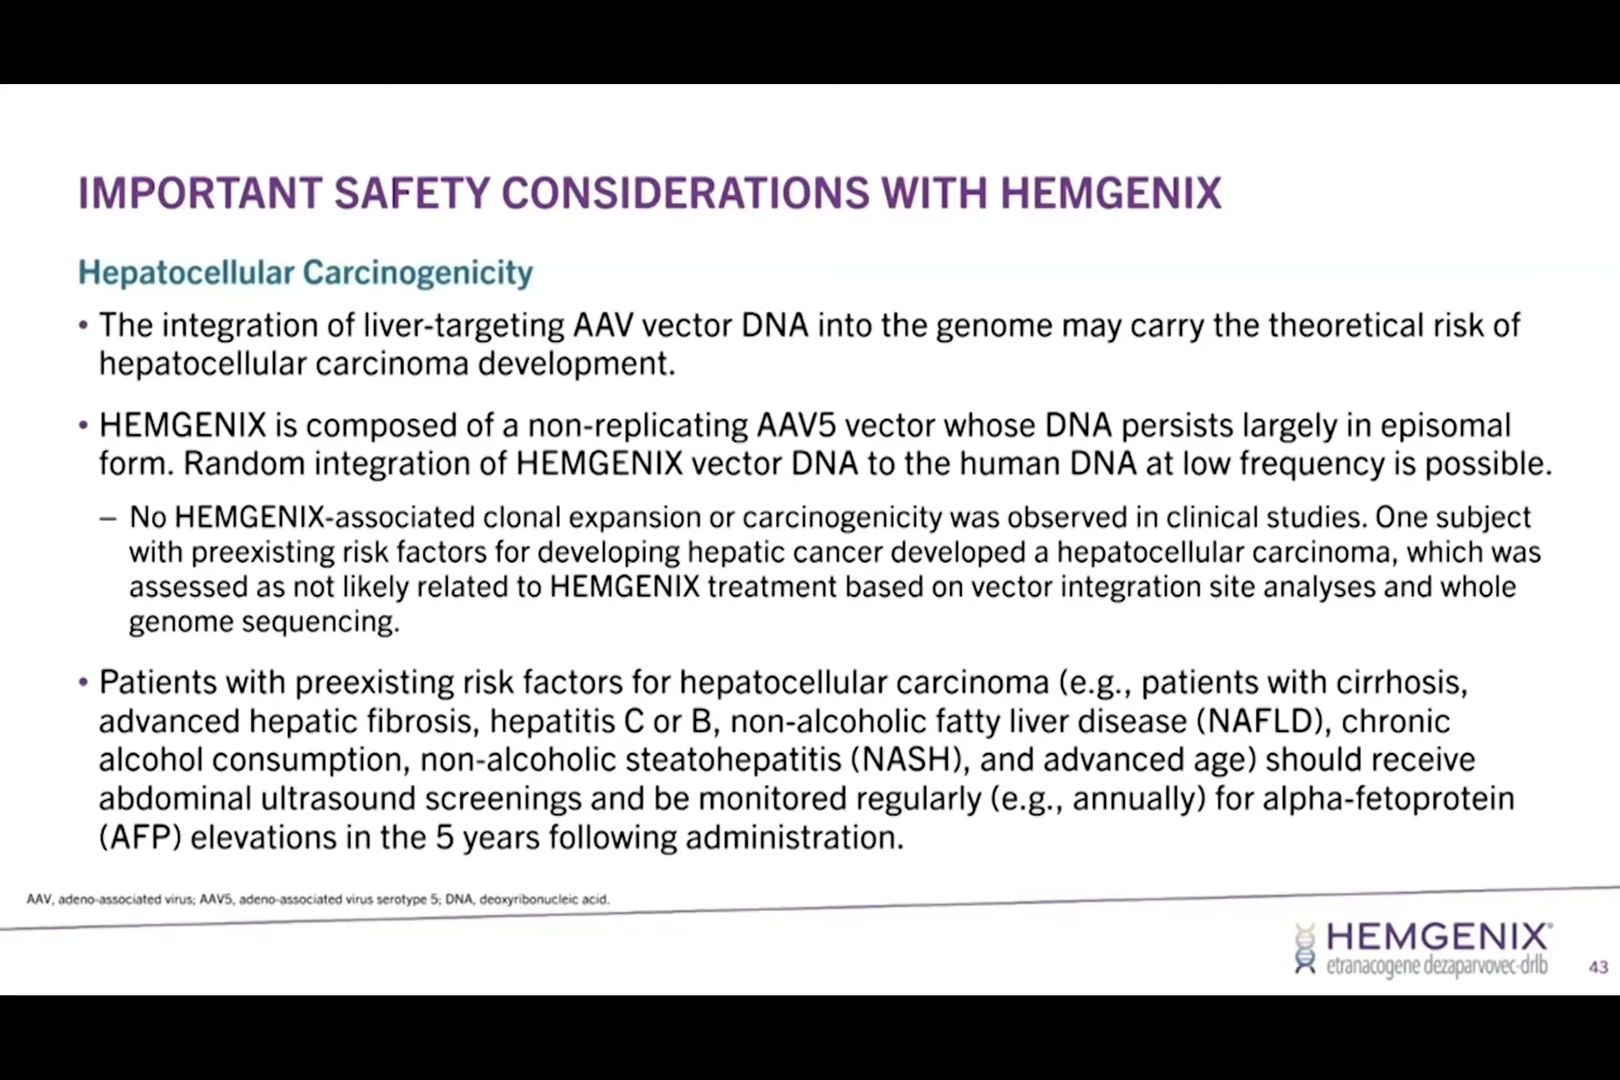 IMPORTANT SAFETY CONSIDERATIONS WITH HEMGENIX
Hepatocellular Carcinogenicity
• The integration of liver-targeting AAV vector DNA into the genome may carry the theoretical risk of
hepatocellular carcinoma development.
• HEMGENIX is composed of a non-replicating AAV5 vector whose DNA persists largely in episomal
form. Random integration of HEMGENIX vector DNA to the human DNA at low frequency is possible.
– No HEMGENIX-associated clonal expansion or carcinogenicity was observed in clinical studies. One subject
with preexisting risk factors for developing hepatic cancer developed a hepatocellular carcinoma, which was
assessed as not likely related to HEMGENIX treatment based on vector integration site analyses and whole
genome sequencing.
• Patients with preexisting risk factors for hepatocellular carcinoma (e.g., patients with cirrhosis,
advanced hepatic fibrosis, hepatitis C or B, non-alcoholic fatty liver disease (NAFLD), chronic
alcohol consumption, non-alcoholic steatohepatitis (NASH), and advanced age) should receive
abdominal ultrasound screenings and be monitored regularly (e.g., annually) for alpha-fetoprotein
(AFP) elevations in the 5 years following administration.
AAV, adeno-associated virus; AAV5, adeno-associated virus serotype 5; DNA, deoxyribonucleic acid.
HEMGENIX®
etranacogene dezaparvovec-drlb
43